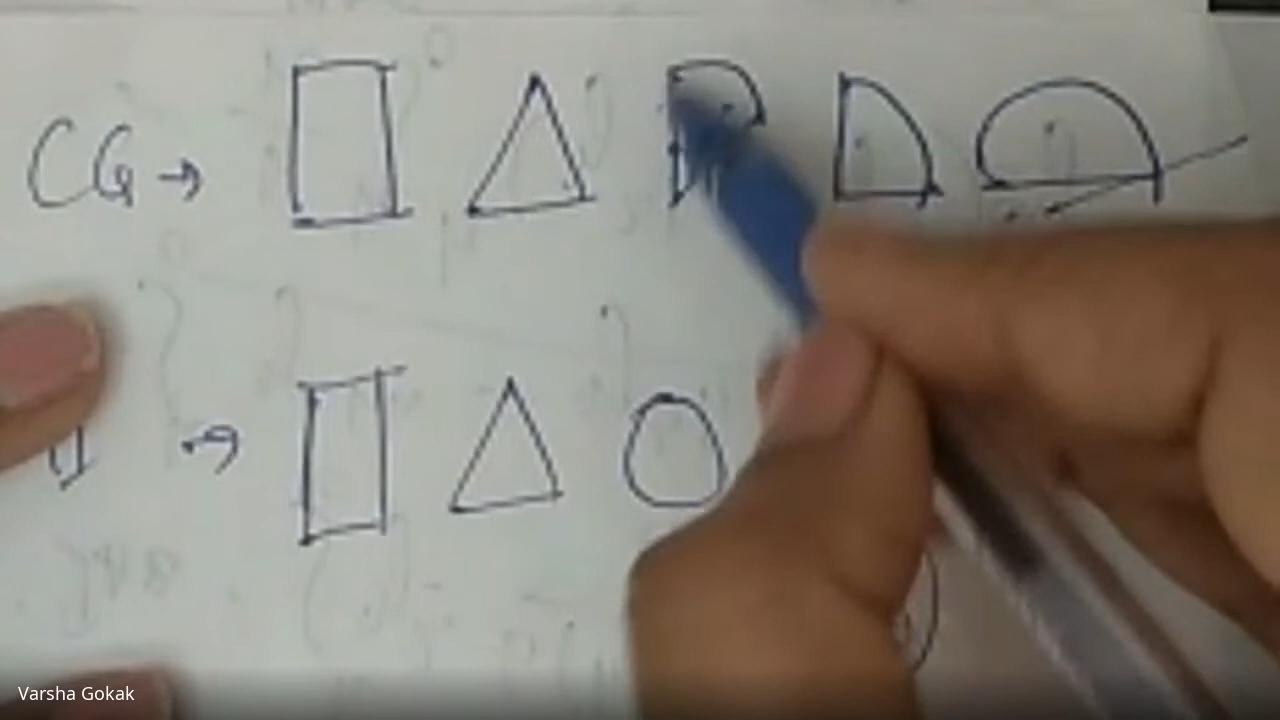 CG →
I →
Varsha Gokak